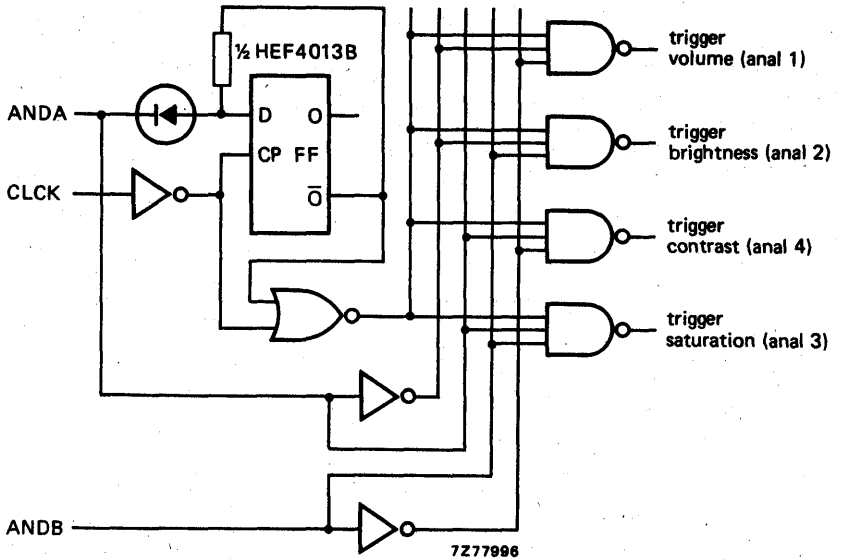 ½ HEF4013B
trigger
volume (anal 1)
ANDA
D
O
CP
FF
trigger
brightness (anal 2)
CLCK
O̅
trigger
contrast (anal 4)
trigger
saturation (anal 3)
ANDB
7Z77996